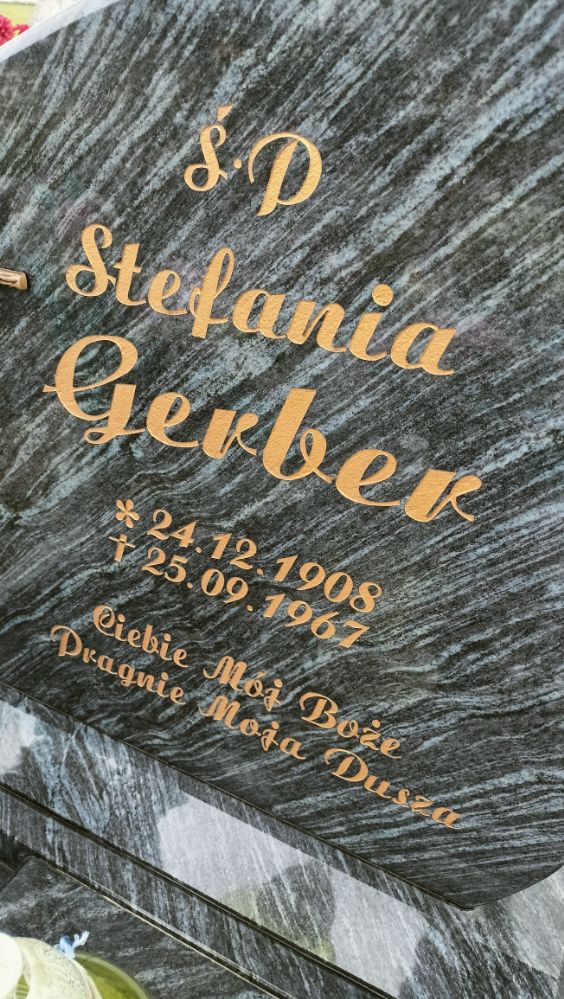 Ś.P
Stefania
Gerber
* 24.12.1908
† 25.09.1967
Ciebie Mój Boże
Pragnie Moja Dusza